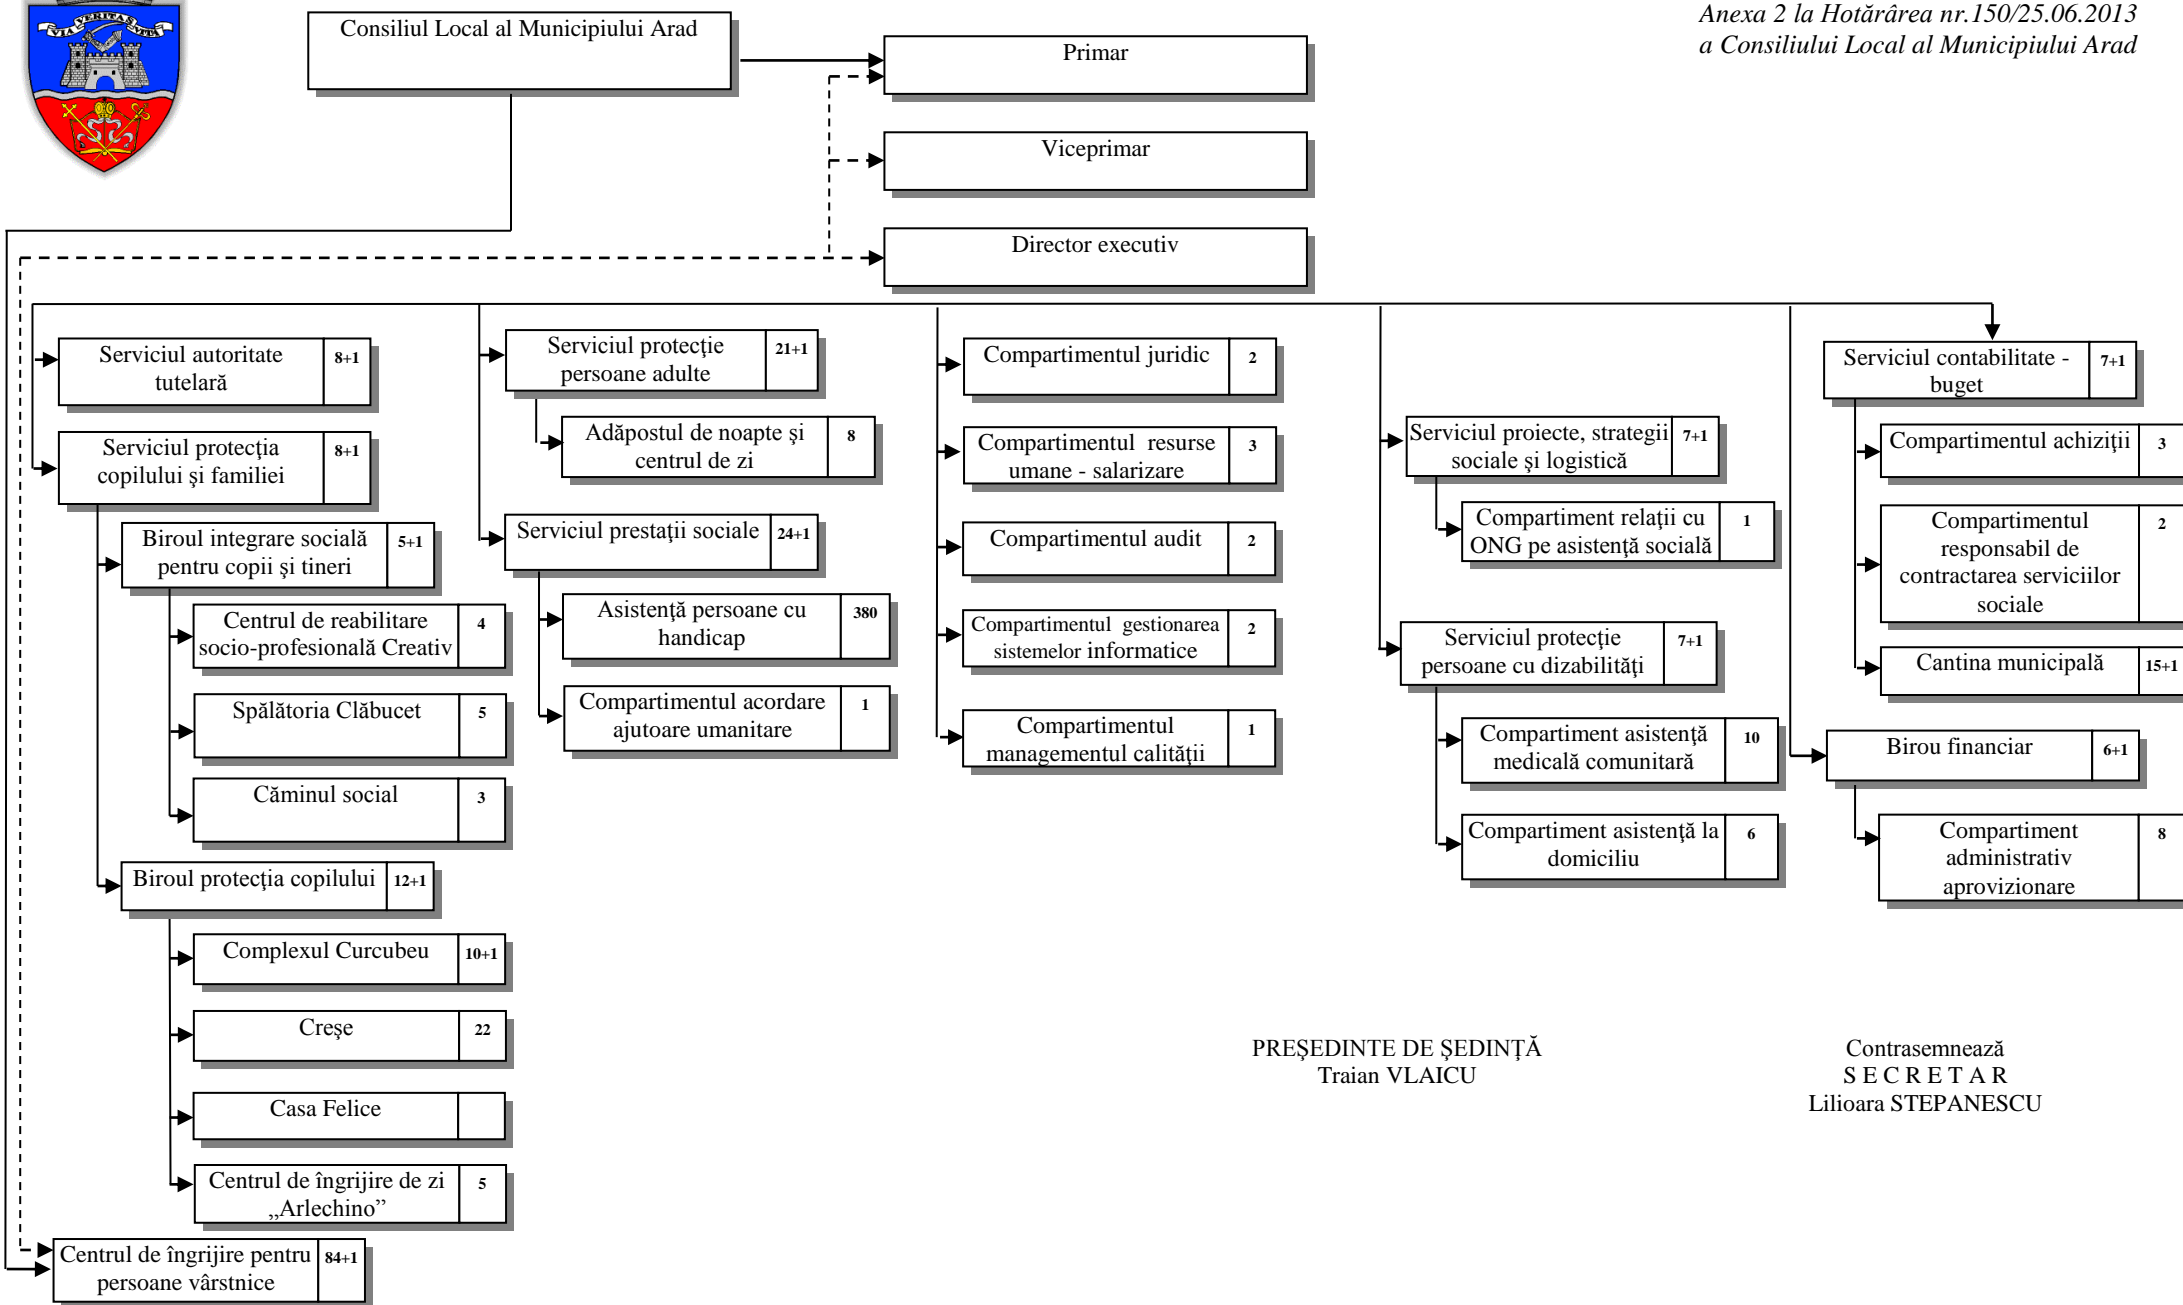 VIA VERITAS VITA
Anexa 2 la Hotărârea nr.150/25.06.2013
a Consiliului Local al Municipiului Arad
Consiliul Local al Municipiului Arad
Primar
Viceprimar
Director executiv
Serviciul autoritate
tutelară
8+1
Serviciul protecţia
copilului şi familiei
8+1
Biroul integrare socială
pentru copii şi tineri
5+1
Centrul de reabilitare
socio-profesională Creativ
4
Spălătoria Clăbucet
5
Căminul social
3
Biroul protecţia copilului
12+1
Complexul Curcubeu
10+1
Creşe
22
Casa Felice
Centrul de îngrijire de zi
„Arlechino”
5
Centrul de îngrijire pentru
persoane vârstnice
84+1
Serviciul protecţie
persoane adulte
21+1
Adăpostul de noapte şi
centrul de zi
8
Serviciul prestaţii sociale
24+1
Asistenţă persoane cu
handicap
380
Compartimentul acordare
ajutoare umanitare
1
Compartimentul juridic
2
Compartimentul resurse
umane - salarizare
3
Compartimentul audit
2
Compartimentul gestionarea
sistemelor informatice
2
Compartimentul
managementul calităţii
1
Serviciul proiecte, strategii
sociale şi logistică
7+1
Compartiment relaţii cu
ONG pe asistenţă socială
1
Serviciul protecţie
persoane cu dizabilităţi
7+1
Compartiment asistenţă
medicală comunitară
10
Compartiment asistenţă la
domiciliu
6
Serviciul contabilitate -
buget
7+1
Compartimentul achiziţii
3
Compartimentul
responsabil de
contractarea serviciilor
sociale
2
Cantina municipală
15+1
Birou financiar
6+1
Compartiment
administrativ
aprovizionare
8
PREŞEDINTE DE ŞEDINŢĂ
Traian VLAICU
Contrasemnează
S E C R E T A R
Lilioara STEPANESCU